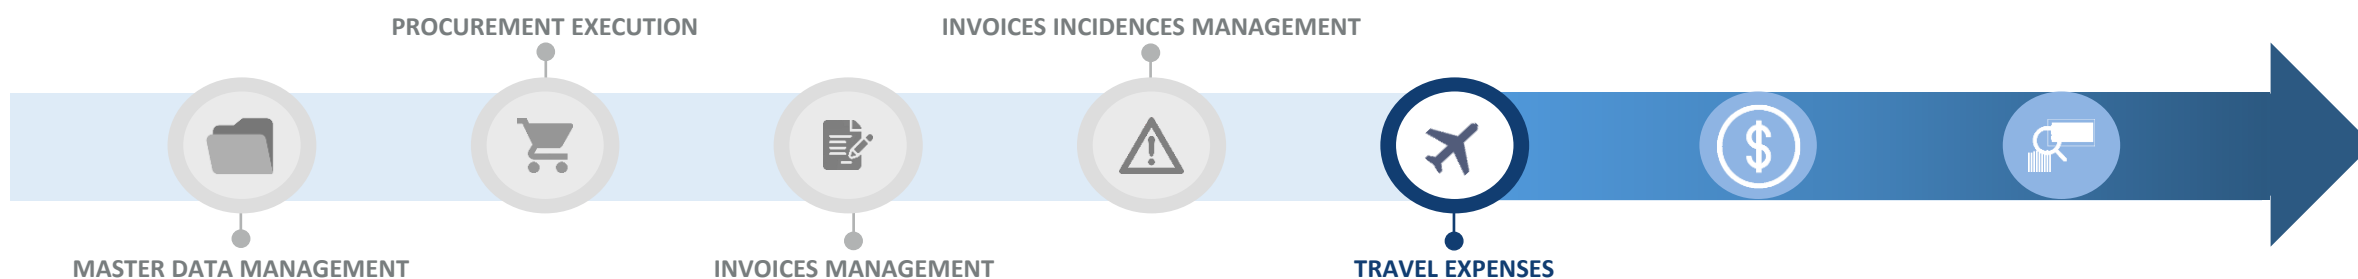 PROCUREMENT EXECUTION
INVOICES INCIDENCES MANAGEMENT
$
MASTER DATA MANAGEMENT
INVOICES MANAGEMENT
TRAVEL EXPENSES